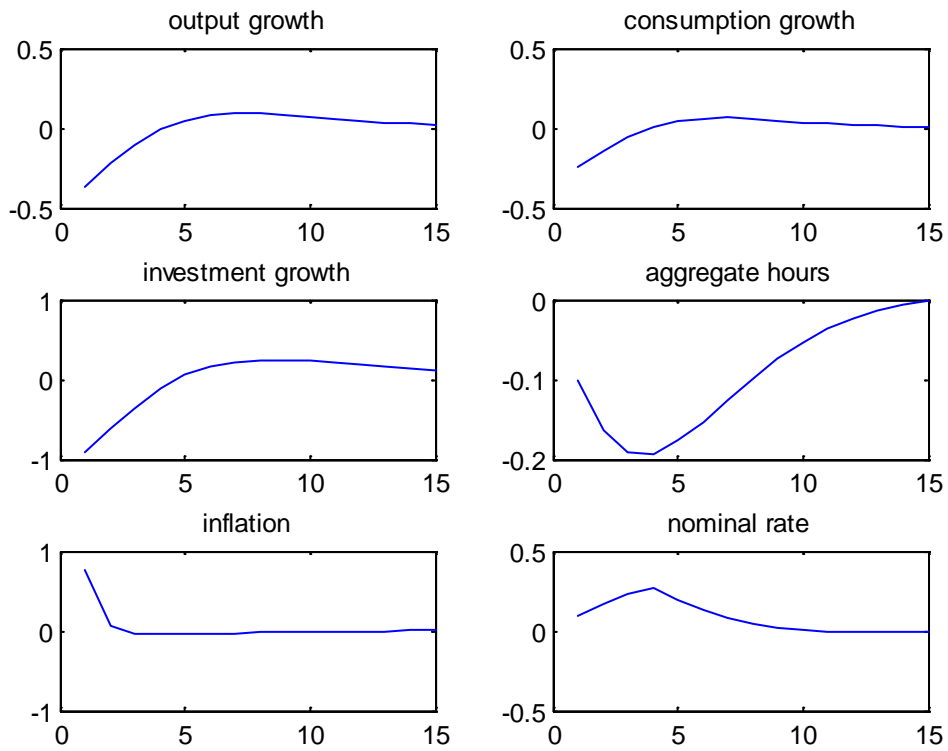 output growth
0.5
0
-0.5
0 5 10 15
consumption growth
0.5
0
-0.5
0 5 10 15
investment growth
1
0
-1
0 5 10 15
aggregate hours
0
-0.1
-0.2
0 5 10 15
inflation
1
0
-1
0 5 10 15
nominal rate
0.5
0
-0.5
0 5 10 15